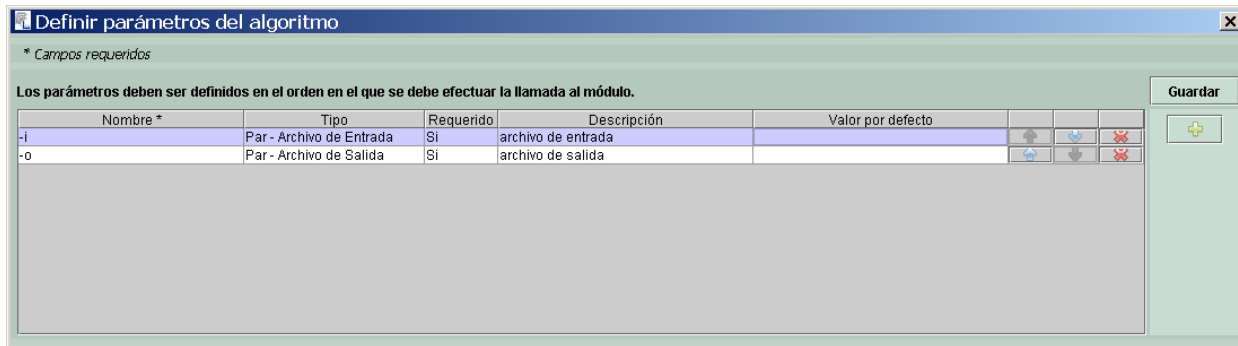 Definir parámetros del algoritmo
* Campos requeridos
Los parámetros deben ser definidos en el orden en el que se debe efectuar la llamada al módulo.
Guardar
Nombre * Tipo Requerido Descripción Valor por defecto
-i Par - Archivo de Entrada Si archivo de entrada
-o Par - Archivo de Salida Si archivo de salida